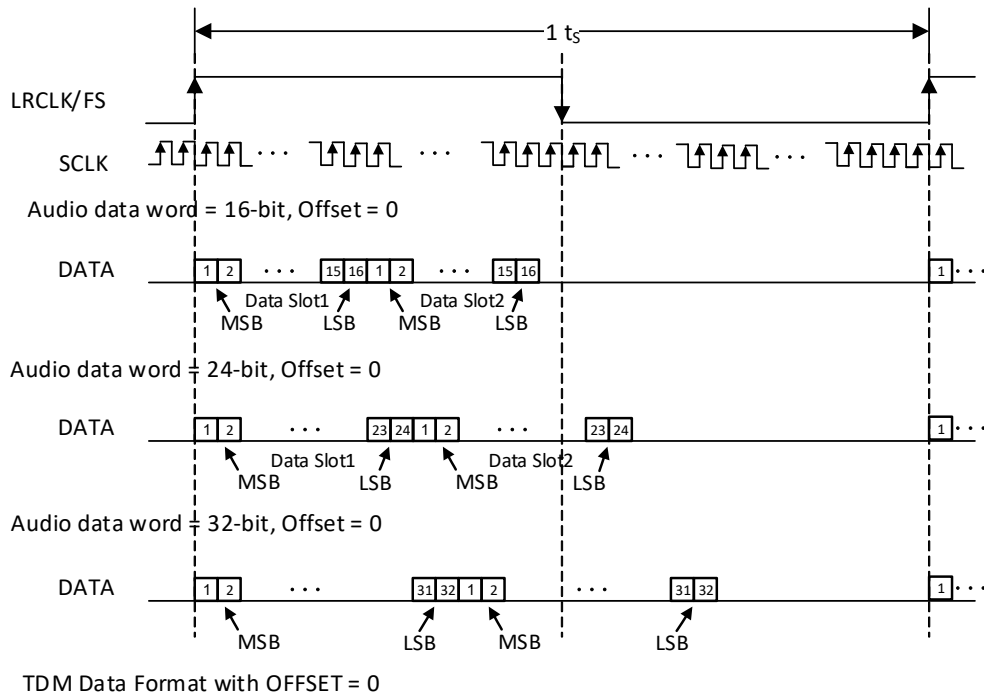 1 tS
LRCLK/FS
SCLK · · · · · · · · · · · ·
Audio data word = 16-bit, Offset = 0
DATA 1 2 · · · 15 16 1 2 · · · 15 16 1 · · ·
Data Slot1 Data Slot2
MSB LSB MSB LSB
Audio data word = 24-bit, Offset = 0
DATA 1 2 · · · 23 24 1 2 · · · 23 24 1 · · ·
Data Slot1 Data Slot2
MSB LSB MSB LSB
Audio data word = 32-bit, Offset = 0
DATA 1 2 · · · 31 32 1 2 · · · 31 32 1 · · ·
MSB LSB MSB LSB
TDM Data Format with OFFSET = 0